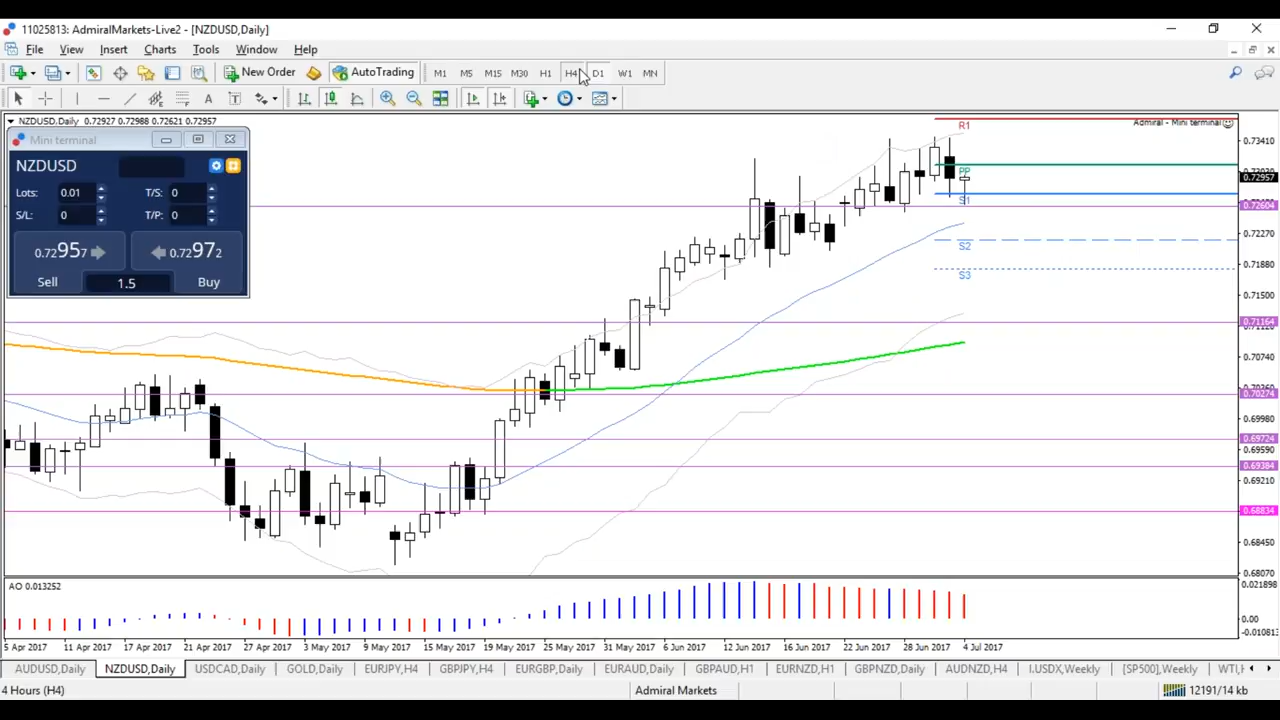 11025813: AdmiralMarkets-Live2 - [NZDUSD,Daily]
File View Insert Charts Tools Window Help
New Order AutoTrading M1 M5 M15 M30 H1 H4 D1 W1 MN
A T
NZDUSD,Daily 0.72927 0.72988 0.72621 0.72957
Admiral - Mini terminal
Mini terminal
NZDUSD
Lots: 0.01 T/S: 0
S/L: 0 T/P: 0
0.72957 0.72972
Sell 1.5 Buy
R1
PP
S1
S2
S3
0.73410
0.72957
0.72604
0.72270
0.71880
0.71500
0.71164
0.70740
0.70274
0.69980
0.69724
0.69590
0.69384
0.69210
0.68834
0.68450
0.68070
AO 0.013252
0.021898
0.00
5 Apr 2017 11 Apr 2017 17 Apr 2017 21 Apr 2017 27 Apr 2017 3 May 2017 9 May 2017 15 May 2017 19 May 2017 25 May 2017 31 May 2017 6 Jun 2017 12 Jun 2017 16 Jun 2017 22 Jun 2017 28 Jun 2017 4 Jul 2017
AUDUSD,Daily NZDUSD,Daily USDCAD,Daily GOLD,Daily EURJPY,H4 GBPJPY,H4 EURGBP,Daily EURAUD,Daily GBPAUD,H1 EURNZD,H1 GBPNZD,Daily AUDNZD,H4 I.USDX,Weekly [SP500],Weekly WTI,
4 Hours (H4) Admiral Markets 12191/14 kb